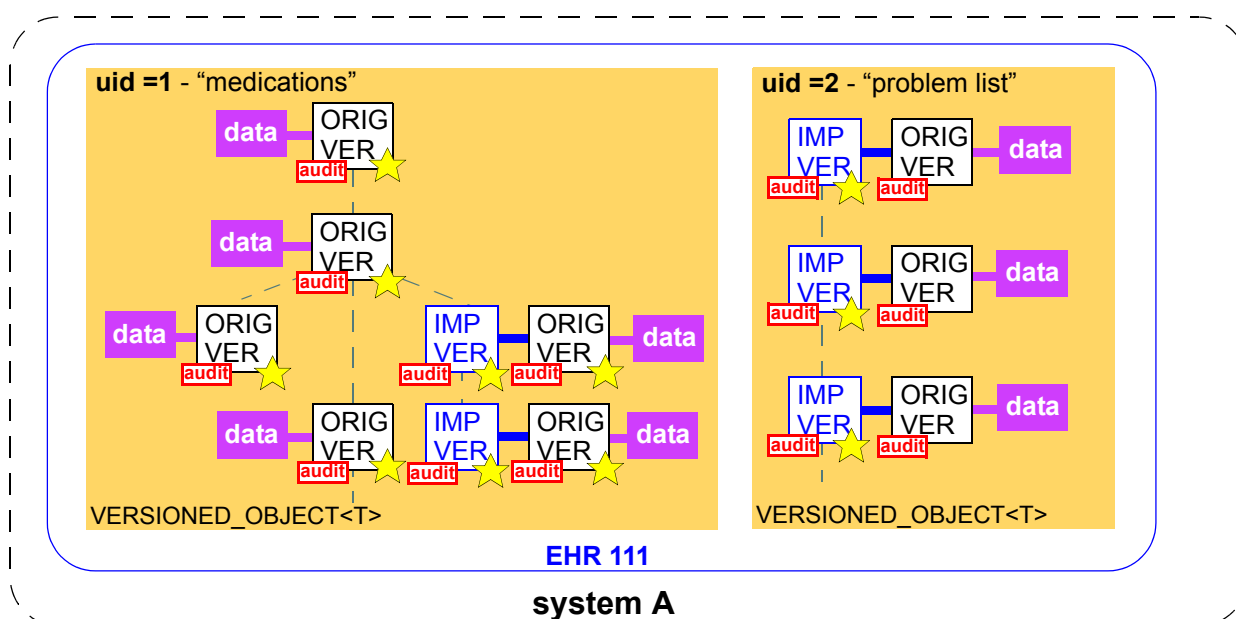 uid =1 - “medications”
data
ORIG
VER
audit
data
ORIG
VER
audit
data
ORIG
VER
audit
IMP
VER
audit
ORIG
VER
audit
data
data
ORIG
VER
audit
IMP
VER
audit
ORIG
VER
audit
data
VERSIONED_OBJECT<T>
uid =2 - “problem list”
IMP
VER
audit
ORIG
VER
audit
data
IMP
VER
audit
ORIG
VER
audit
data
IMP
VER
audit
ORIG
VER
audit
data
VERSIONED_OBJECT<T>
EHR 111
system A